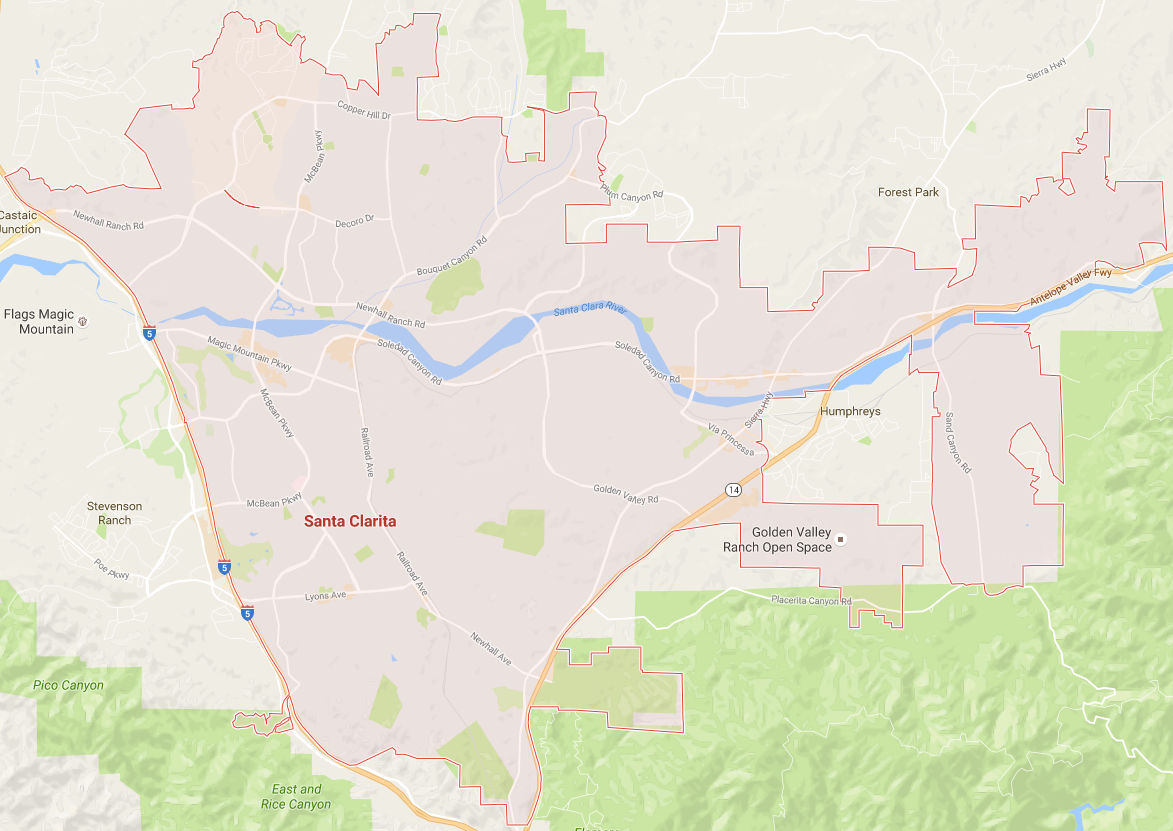 Sierra Hwy
Copper Hill Dr
McBean Pkwy
Forest Park
Plum Canyon Rd
Castaic
Junction
Newhall Ranch Rd
Decoro Dr
Bouquet Canyon Rd
Antelope Valley Fwy
Flags Magic
Mountain
5
Newhall Ranch Rd
Santa Clara River
Magic Mountain Pkwy
Soledad Canyon Rd
Soledad Canyon Rd
McBean Pkwy
Sierra Hwy
Humphreys
Railroad Ave
Via Princessa
Sand Canyon Rd
14
Golden Valley Rd
McBean Pkwy
Stevenson
Ranch
Santa Clarita
Golden Valley
Ranch Open Space
Poe Pkwy
5
Railroad Ave
Lyons Ave
5
Placerita Canyon Rd
Newhall Ave
Pico Canyon
East and
Rice Canyon